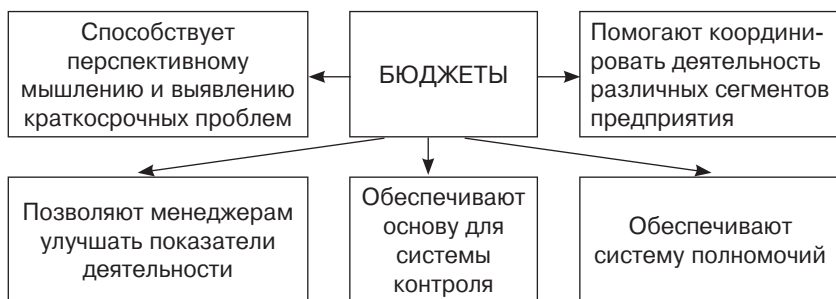 Способствует
перспективному
мышлению и выявлению
краткосрочных проблем
БЮДЖЕТЫ
Помогают координи-
ровать деятельность
различных сегментов
предприятия
Позволяют менеджерам
улучшать показатели
деятельности
Обеспечивают
основу для
системы
контроля
Обеспечивают
систему полномочий